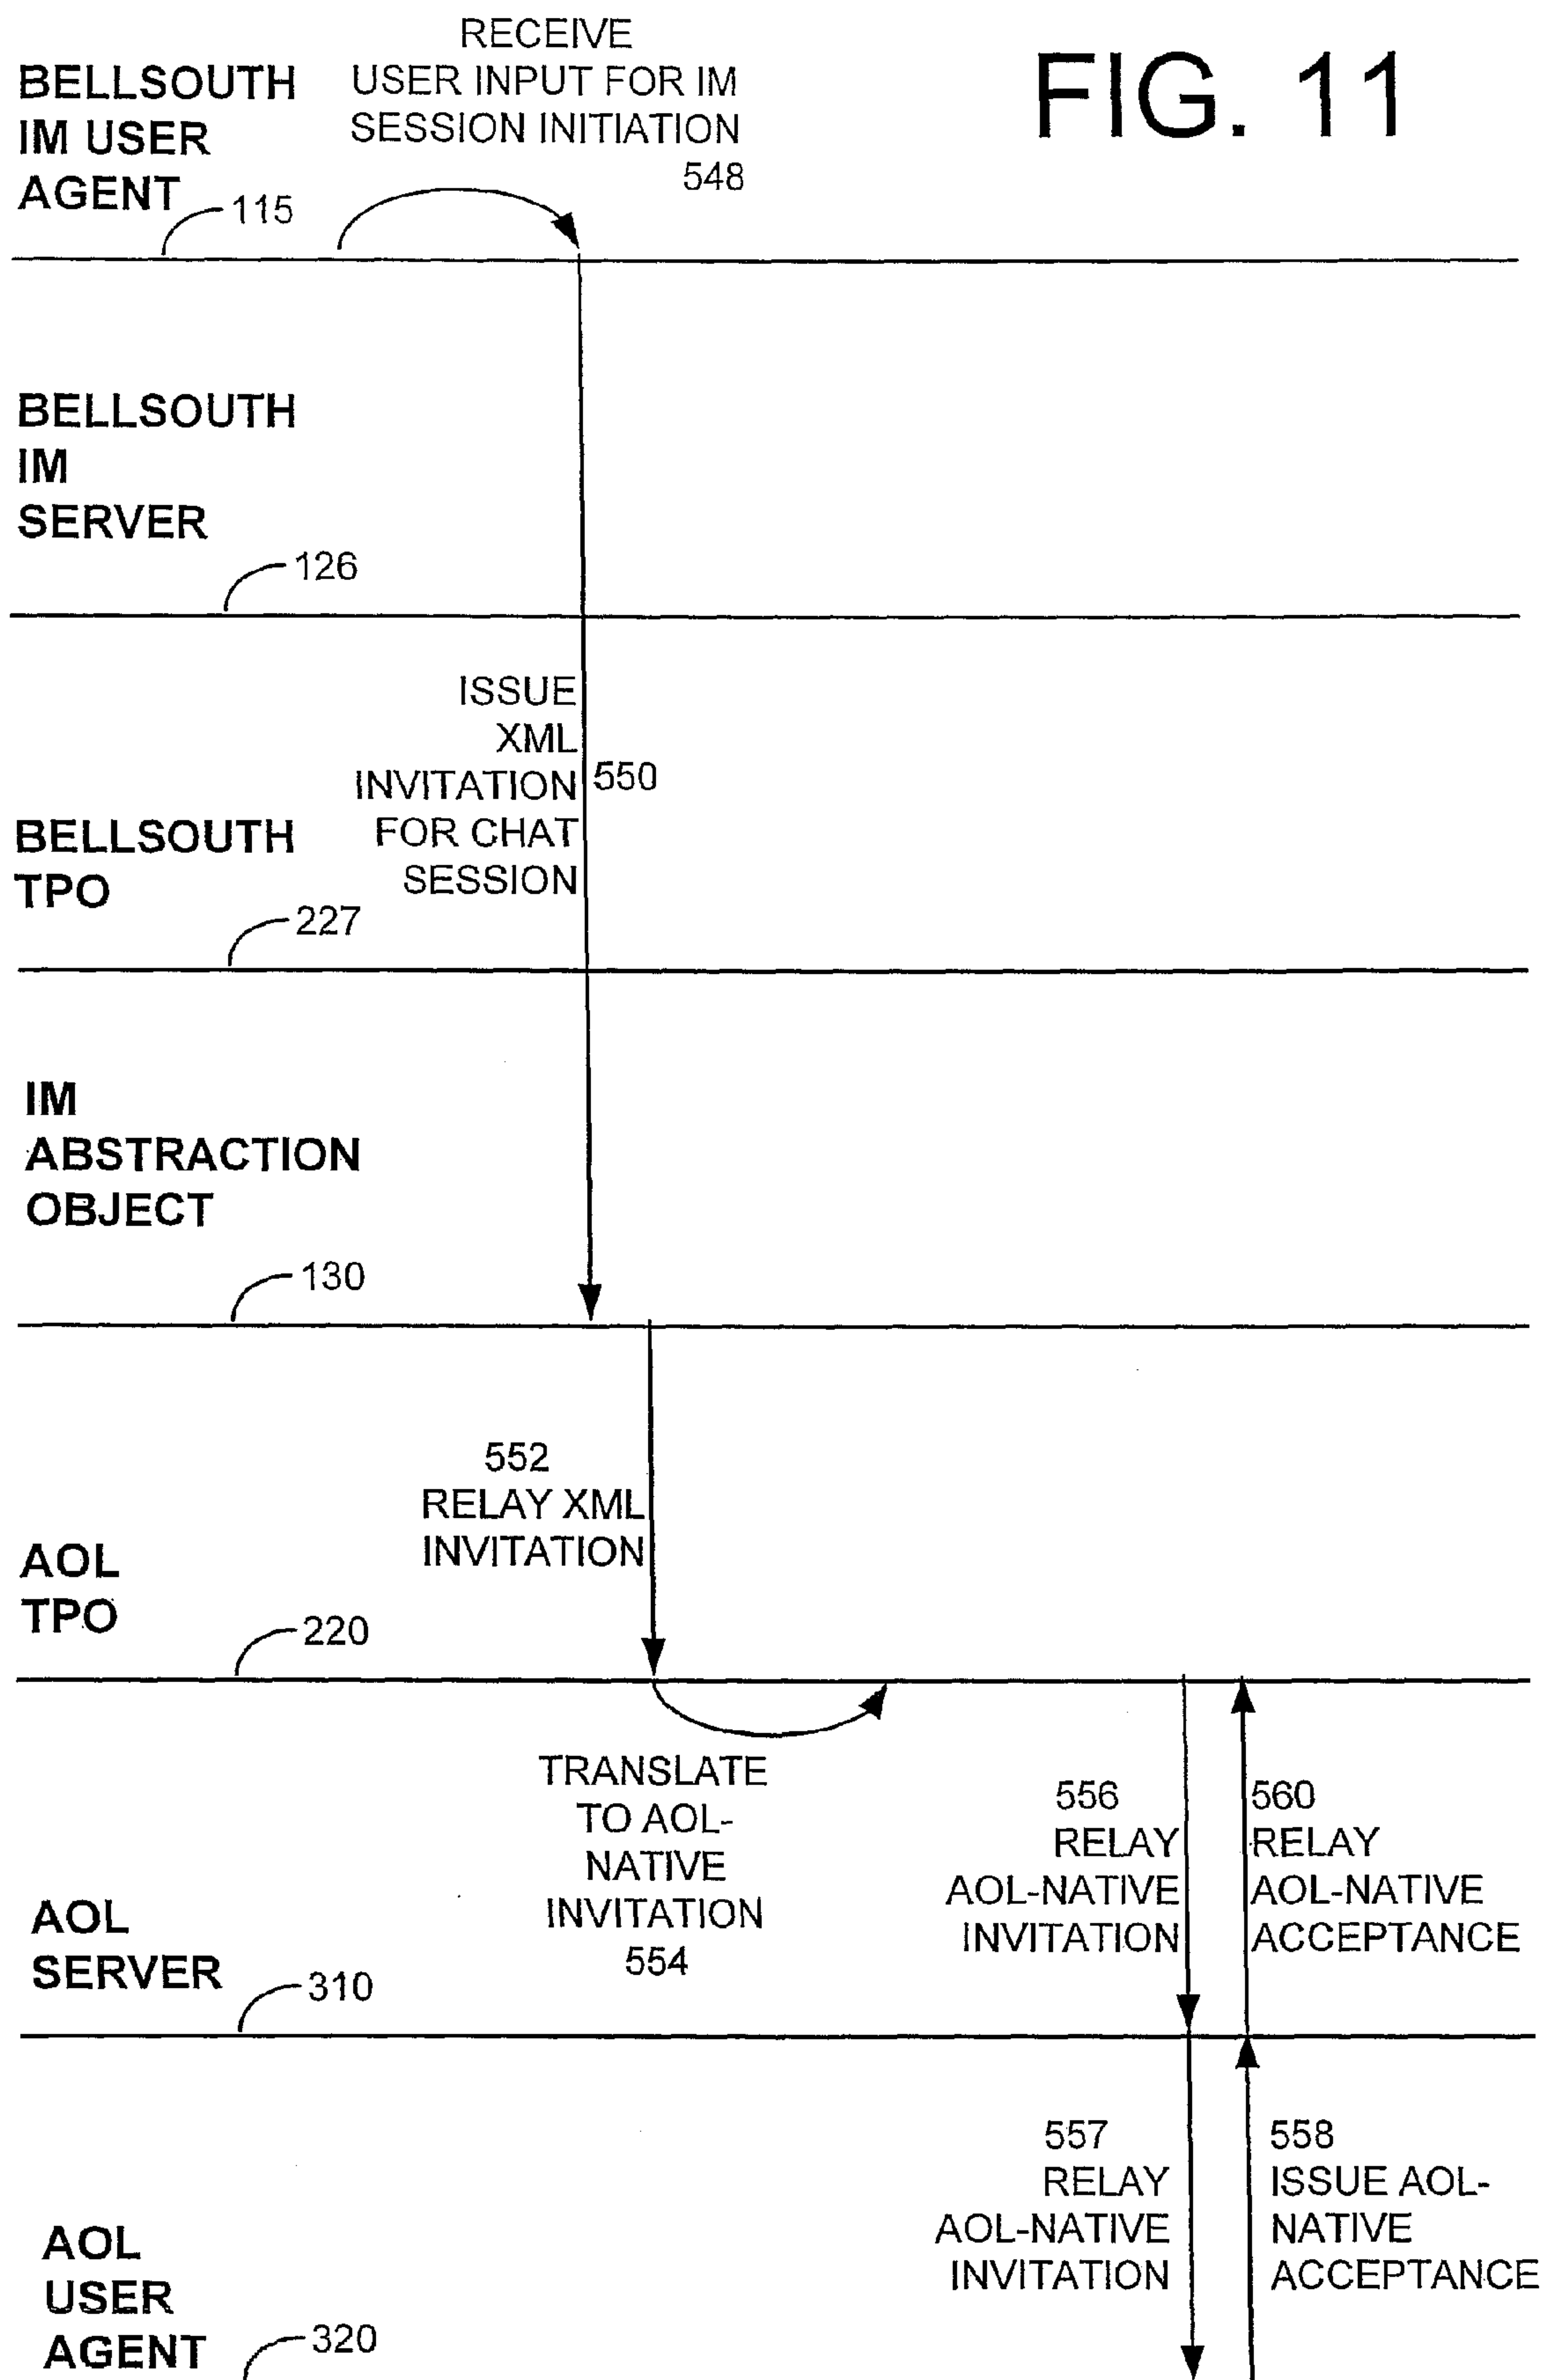 RECEIVE
USER INPUT FOR IM
SESSION INITIATION
548
FIG. 11
BELLSOUTH
IM USER
AGENT
115
BELLSOUTH
IM
SERVER
126
ISSUE
XML
INVITATION
FOR CHAT
SESSION
550
BELLSOUTH
TPO
227
IM
ABSTRACTION
OBJECT
130
552
RELAY XML
INVITATION
AOL
TPO
220
TRANSLATE
TO AOL-
NATIVE
INVITATION
554
556
RELAY
AOL-NATIVE
INVITATION
560
RELAY
AOL-NATIVE
ACCEPTANCE
AOL
SERVER
310
557
RELAY
AOL-NATIVE
INVITATION
558
ISSUE AOL-
NATIVE
ACCEPTANCE
AOL
USER
AGENT
320